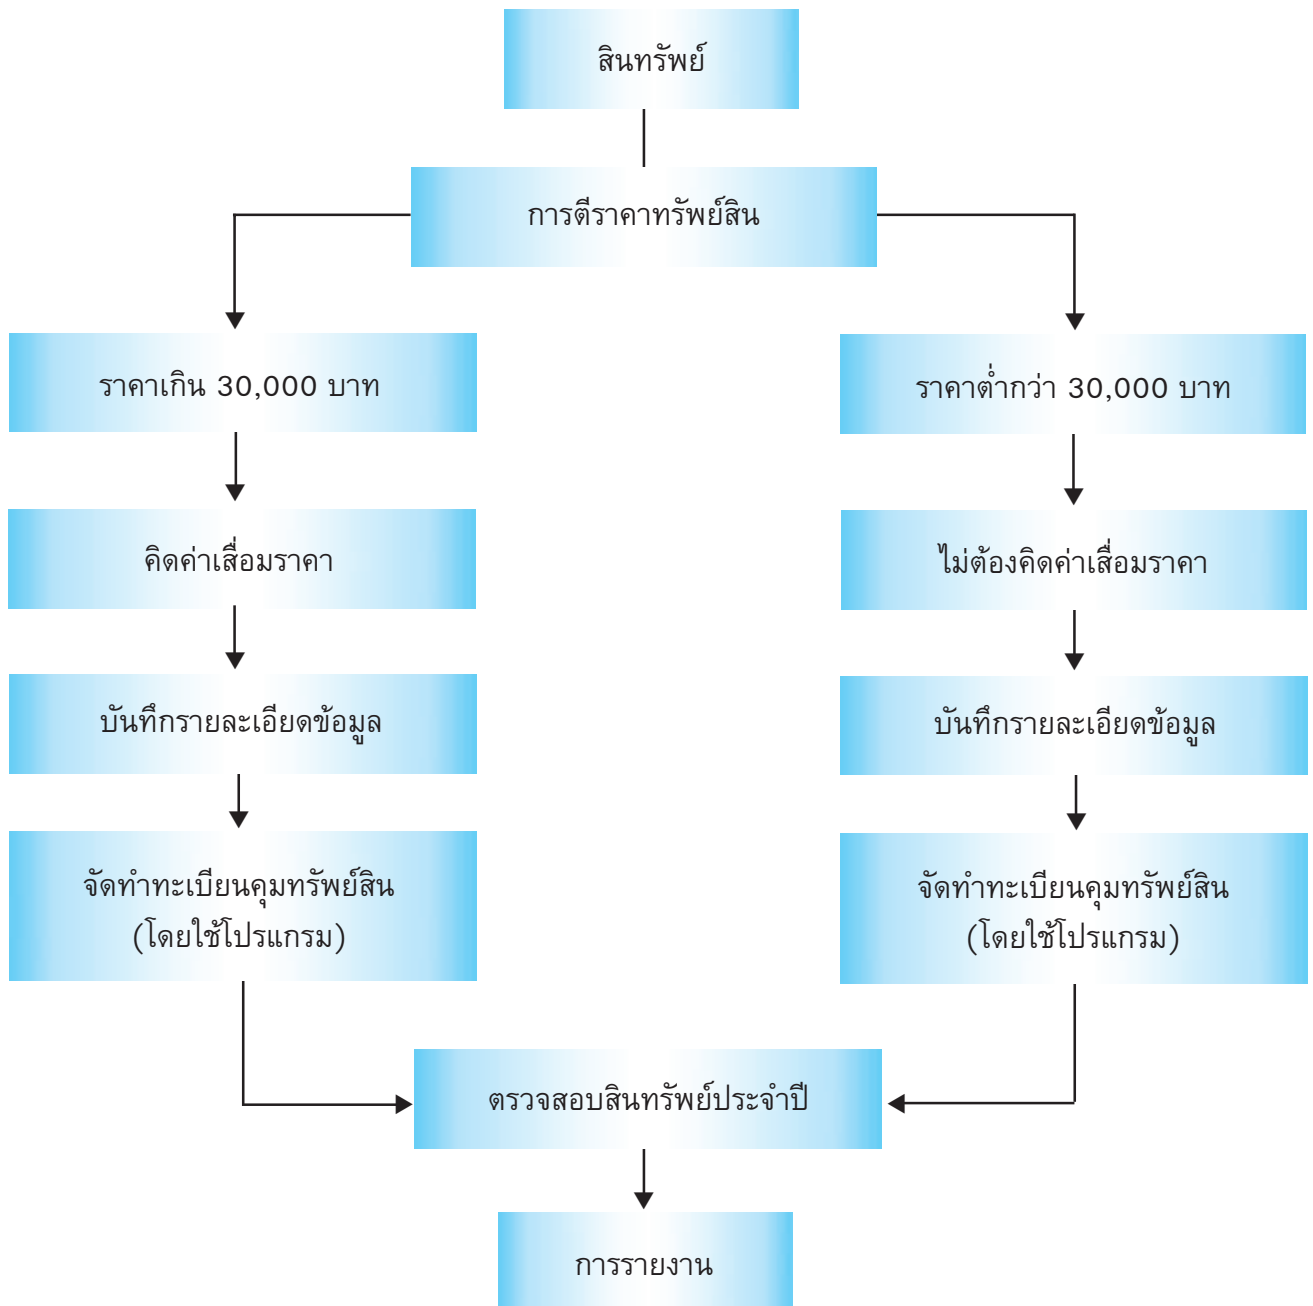 สินทรัพย์
การตีราคาทรัพย์สิน
ราคาเกิน 30,000 บาท
ราคาต่ำกว่า 30,000 บาท
คิดค่าเสื่อมราคา
ไม่ต้องคิดค่าเสื่อมราคา
บันทึกรายละเอียดข้อมูล
บันทึกรายละเอียดข้อมูล
จัดทำทะเบียนคุมทรัพย์สิน
(โดยใช้โปรแกรม)
จัดทำทะเบียนคุมทรัพย์สิน
(โดยใช้โปรแกรม)
ตรวจสอบสินทรัพย์ประจำปี
การรายงาน